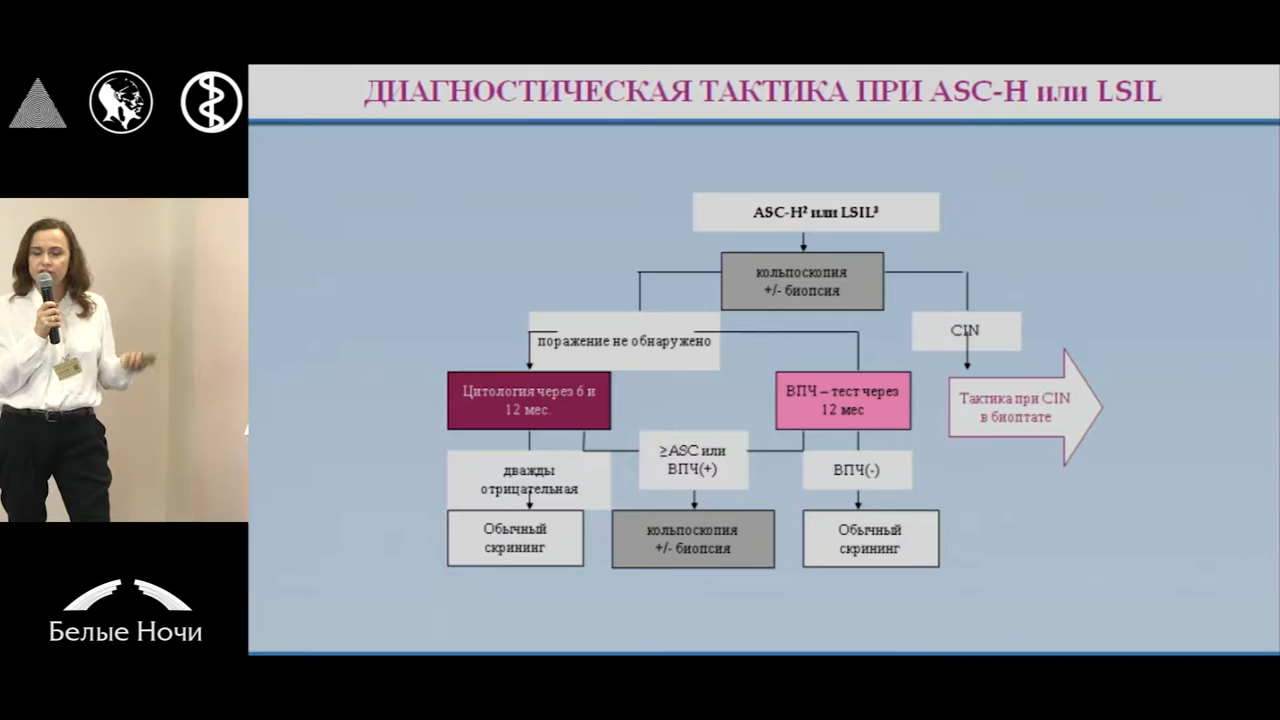 ДИАГНОСТИЧЕСКАЯ ТАКТИКА ПРИ ASC-H или LSIL
ASC-H² или LSIL³
кольпоскопия
+/- биопсия
поражение не обнаружено
CIN
Цитология через 6 и
12 мес.
ВПЧ – тест через
12 мес
Тактика при CIN
в биоптате
дважды
отрицательная
≥ASC или
ВПЧ(+)
ВПЧ(-)
Обычный
скрининг
кольпоскопия
+/- биопсия
Обычный
скрининг
Белые Ночи